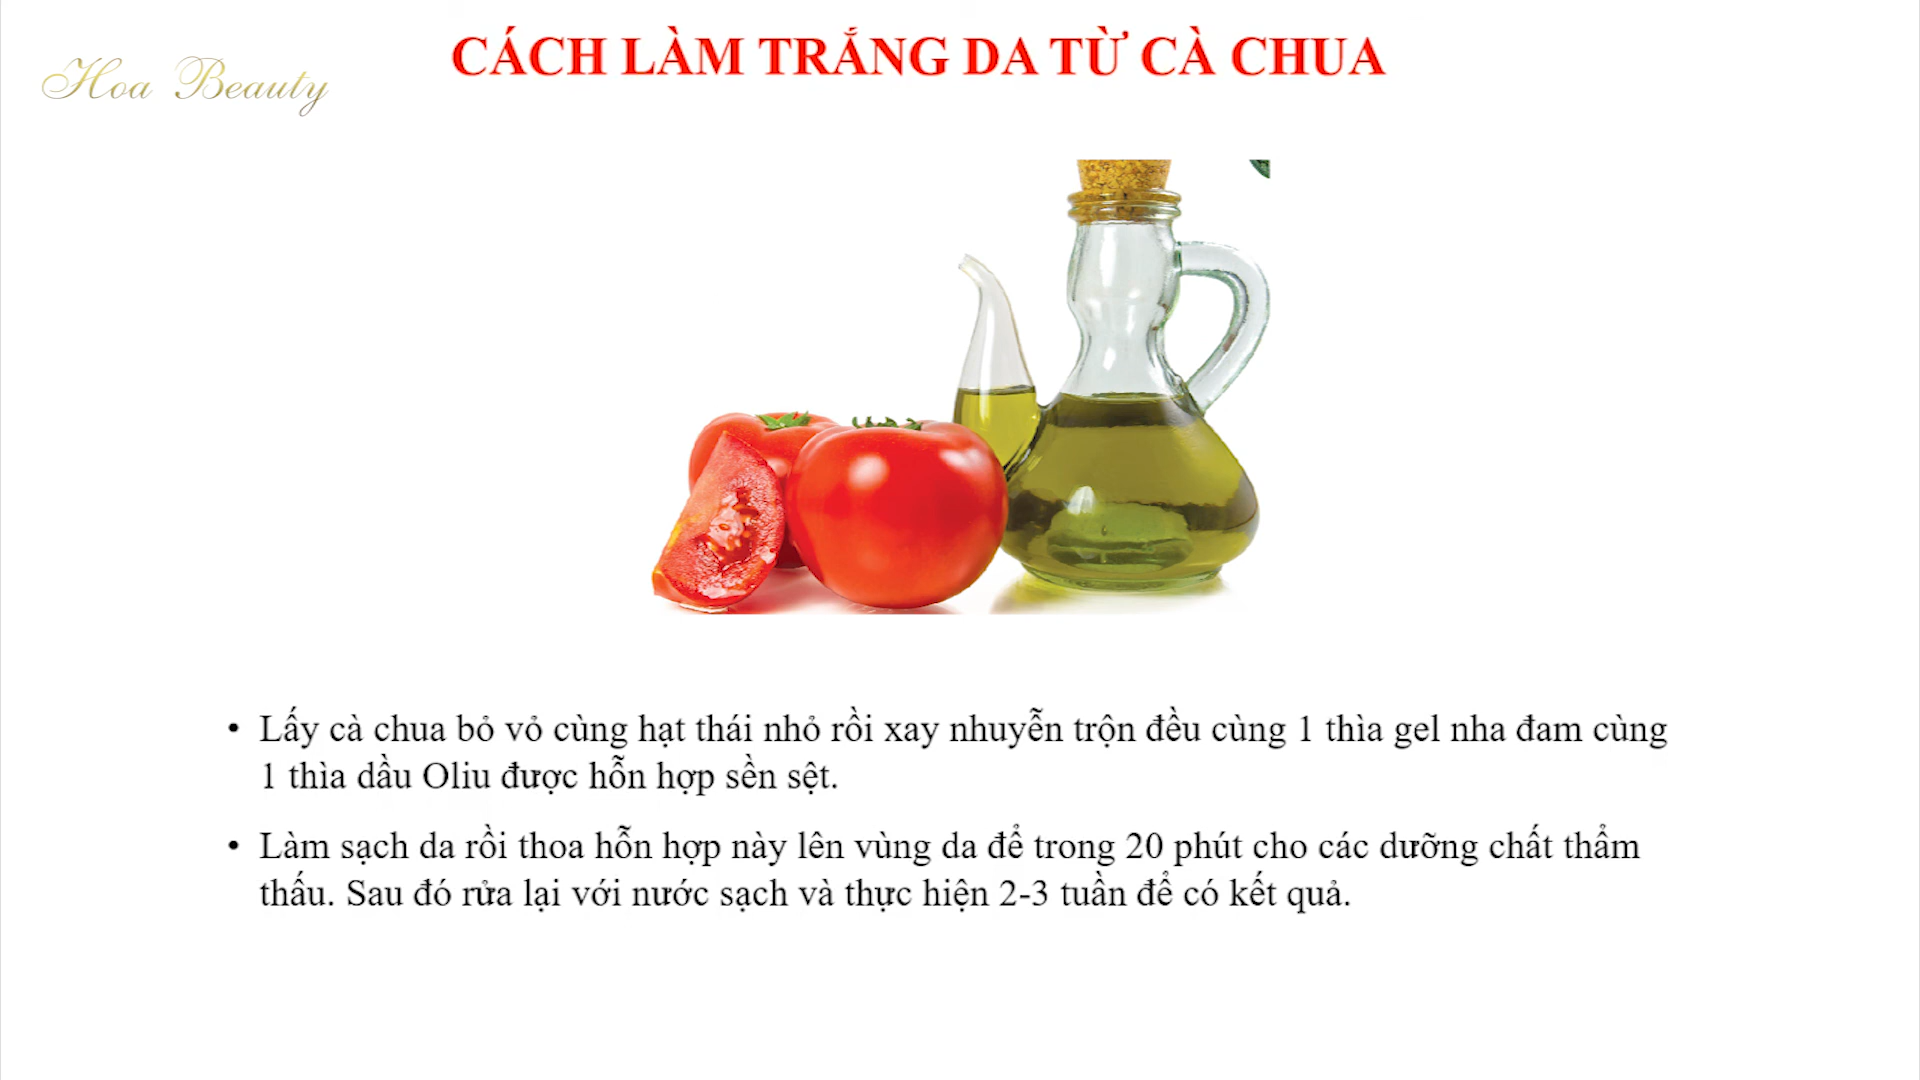 Hoa Beauty
CÁCH LÀM TRẮNG DA TỪ CÀ CHUA
• Lấy cà chua bỏ vỏ cùng hạt thái nhỏ rồi xay nhuyễn trộn đều cùng 1 thìa gel nha đam cùng
1 thìa dầu Oliu được hỗn hợp sền sệt.
• Làm sạch da rồi thoa hỗn hợp này lên vùng da để trong 20 phút cho các dưỡng chất thẩm
thấu. Sau đó rửa lại với nước sạch và thực hiện 2-3 tuần để có kết quả.